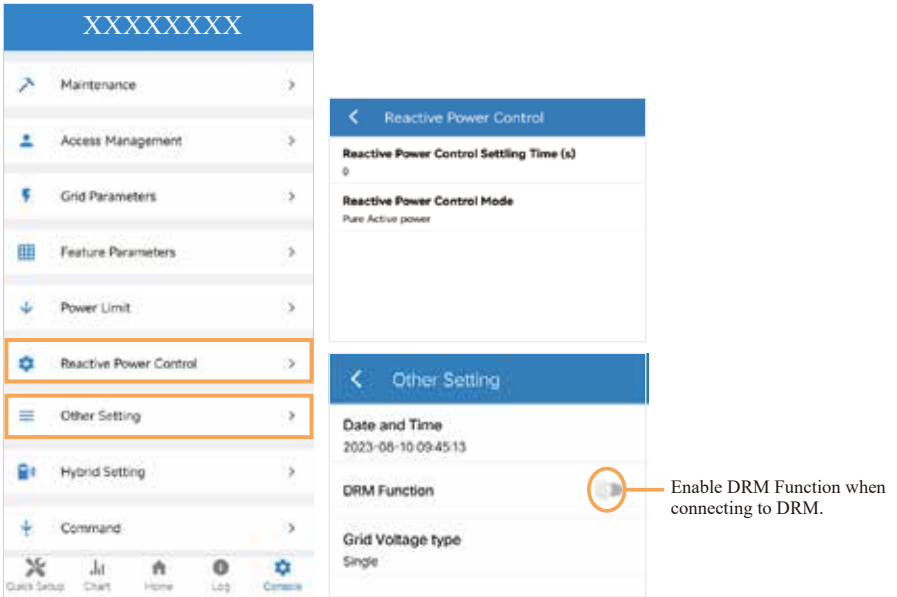 XXXXXXXX
Maintenance
Access Management
Grid Parameters
Feature Parameters
Power Limit
Reactive Power Control
Other Setting
Hybrid Setting
Command
Quick Setup Chart Home Log Console
Reactive Power Control
Reactive Power Control Settling Time (s)
0
Reactive Power Control Mode
Pure Active power
Other Setting
Date and Time
2023-08-10 09:45:13
DRM Function
Grid Voltage type
Single
Enable DRM Function when
connecting to DRM.